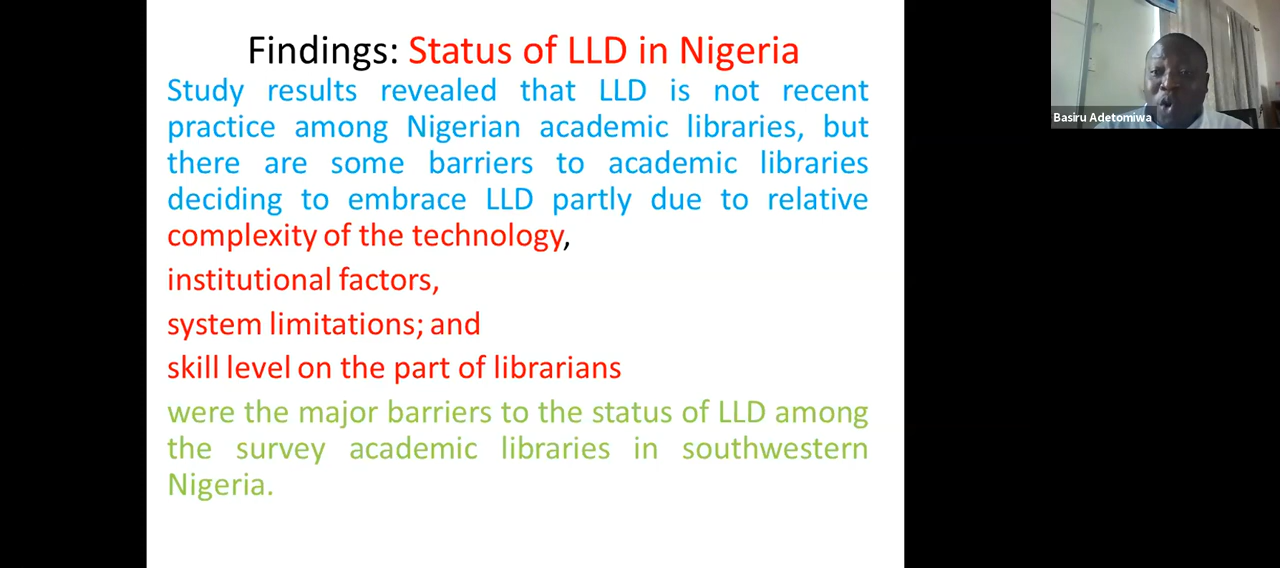 Findings: Status of LLD in Nigeria
Study results revealed that LLD is not recent
practice among Nigerian academic libraries, but
there are some barriers to academic libraries
deciding to embrace LLD partly due to relative
complexity of the technology,
institutional factors,
system limitations; and
skill level on the part of librarians
were the major barriers to the status of LLD among
the survey academic libraries in southwestern
Nigeria.
Basiru Adetomiwa